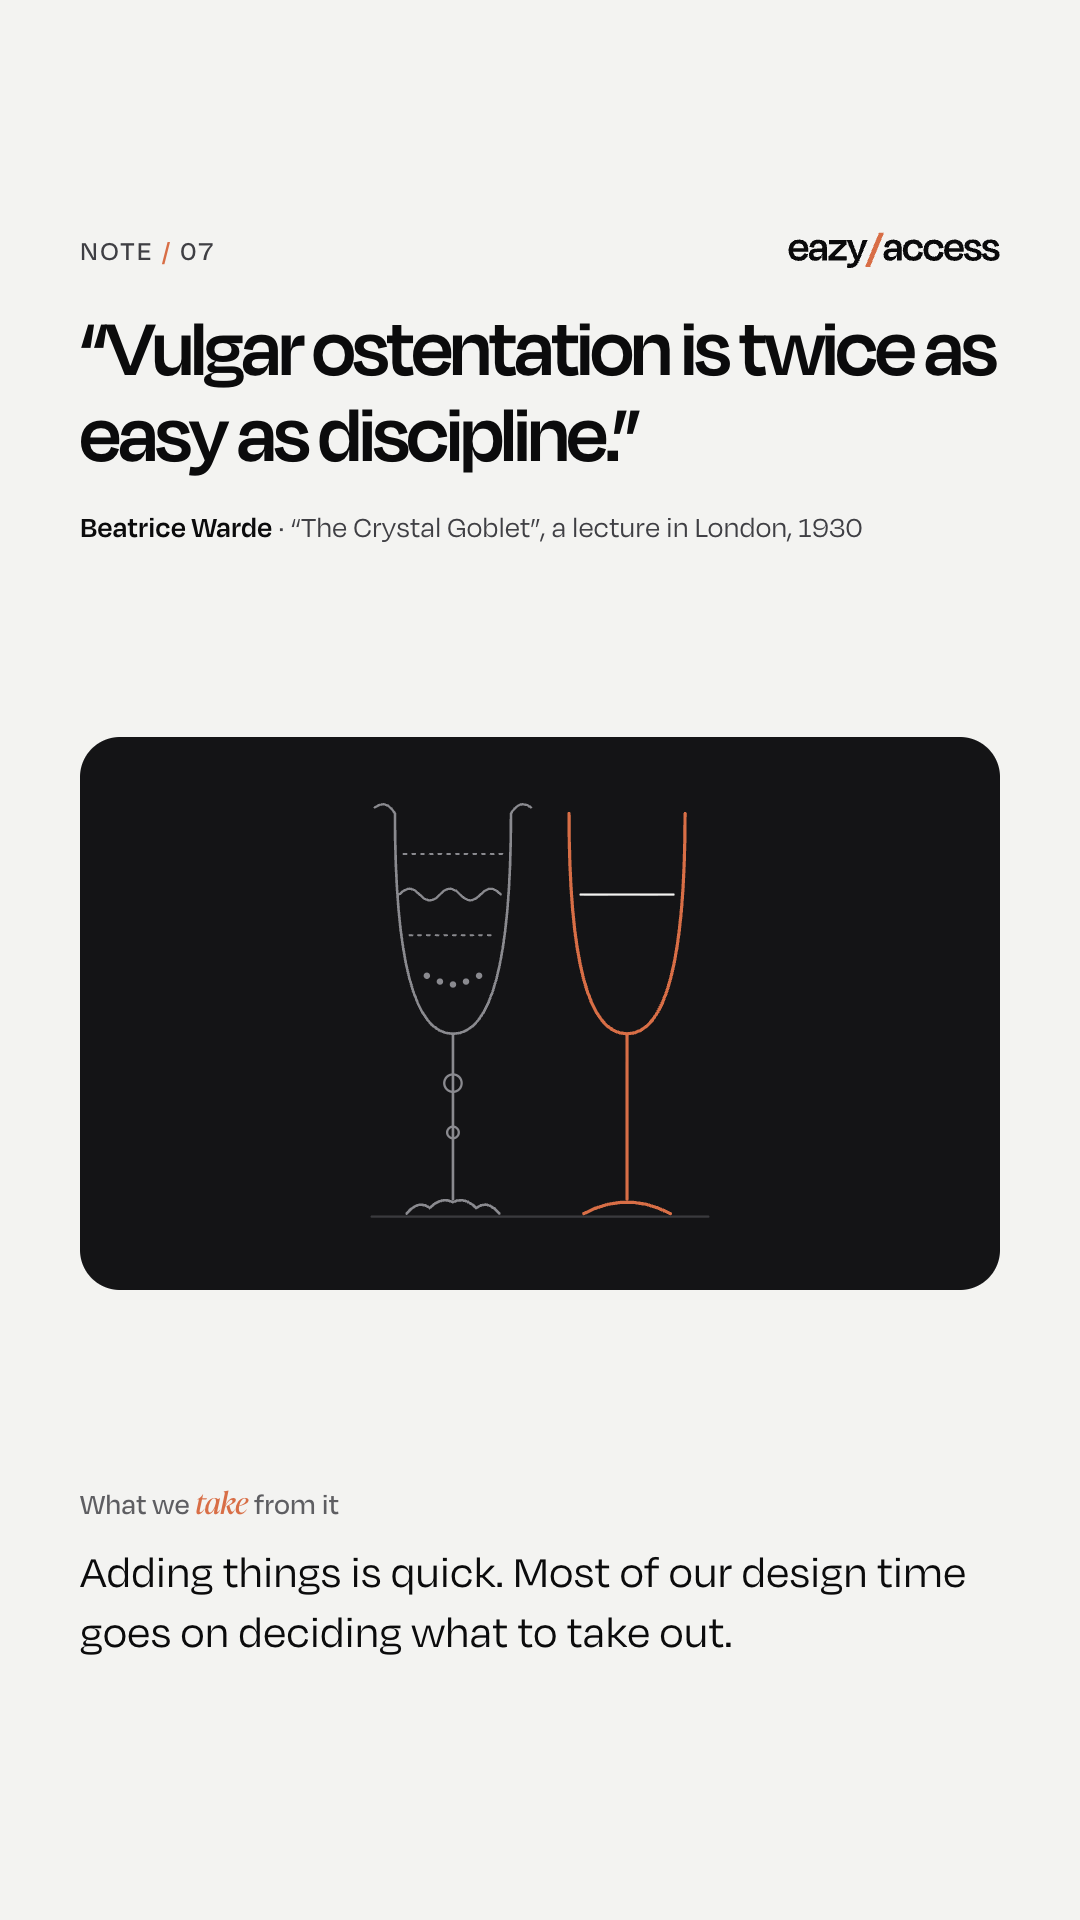 NOTE / 07
eazy/access
“Vulgar ostentation is twice as
easy as discipline.”
Beatrice Warde · “The Crystal Goblet”, a lecture in London, 1930
What we take from it
Adding things is quick. Most of our design time
goes on deciding what to take out.